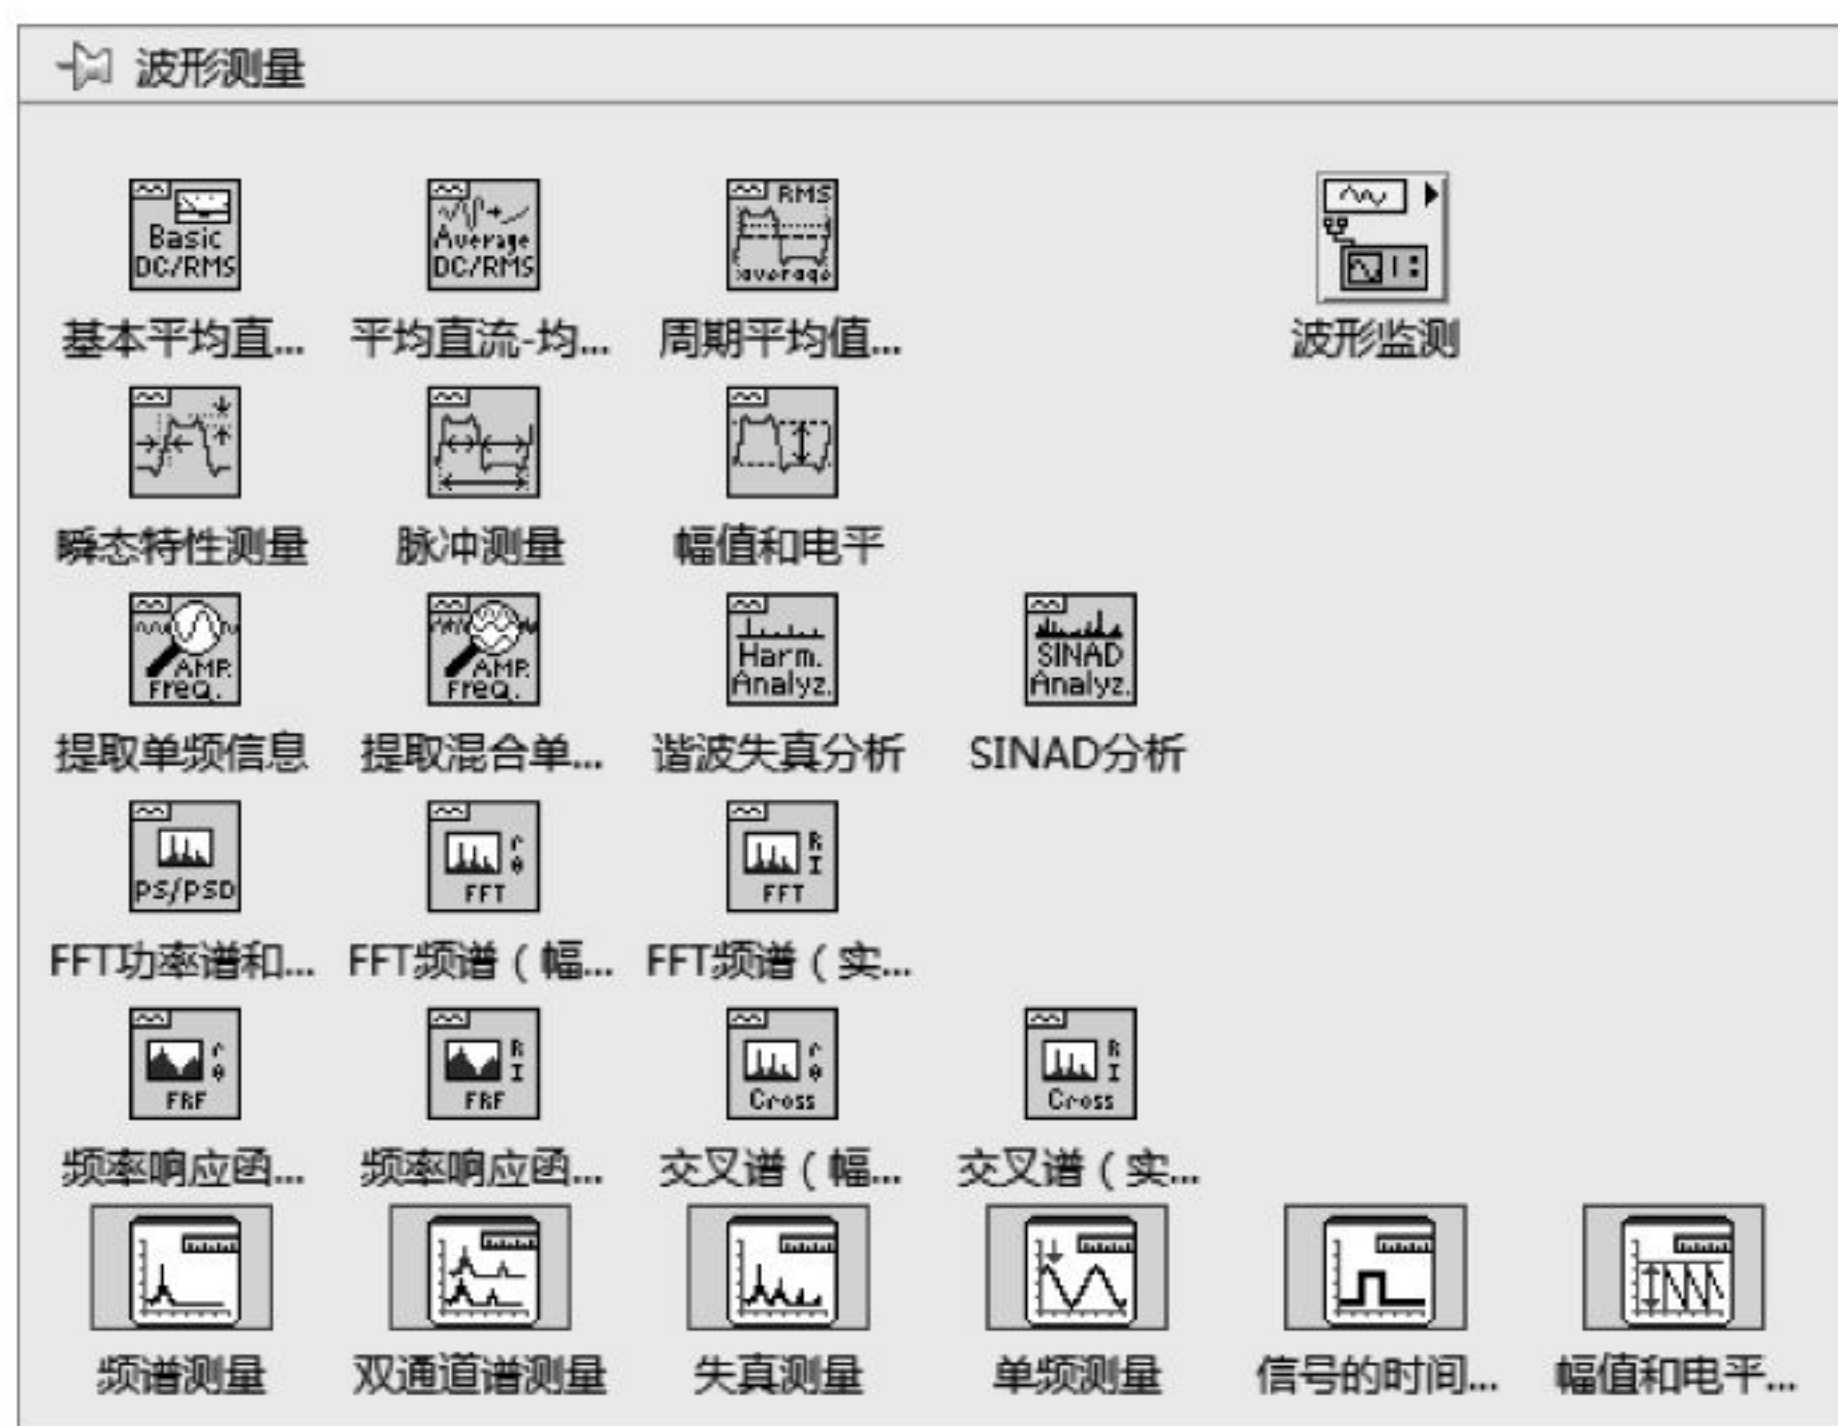 波形测量
Basic DC/RMS
Average DC/RMS
RMS average
基本平均直... 平均直流-均... 周期平均值... 波形监测
瞬态特性测量 脉冲测量 幅值和电平
AMP. Freq.
AMP. Freq.
Harm. Analyz.
SINAD Analyz.
提取单频信息 提取混合单... 谐波失真分析 SINAD分析
PS/PSD
r θ FFT
R I FFT
FFT功率谱和... FFT频谱（幅... FFT频谱（实...
r θ FRF
R I FRF
r θ Cross
R I Cross
频率响应函... 频率响应函... 交叉谱（幅... 交叉谱（实...
频谱测量 双通道谱测量 失真测量 单频测量 信号的时间... 幅值和电平...